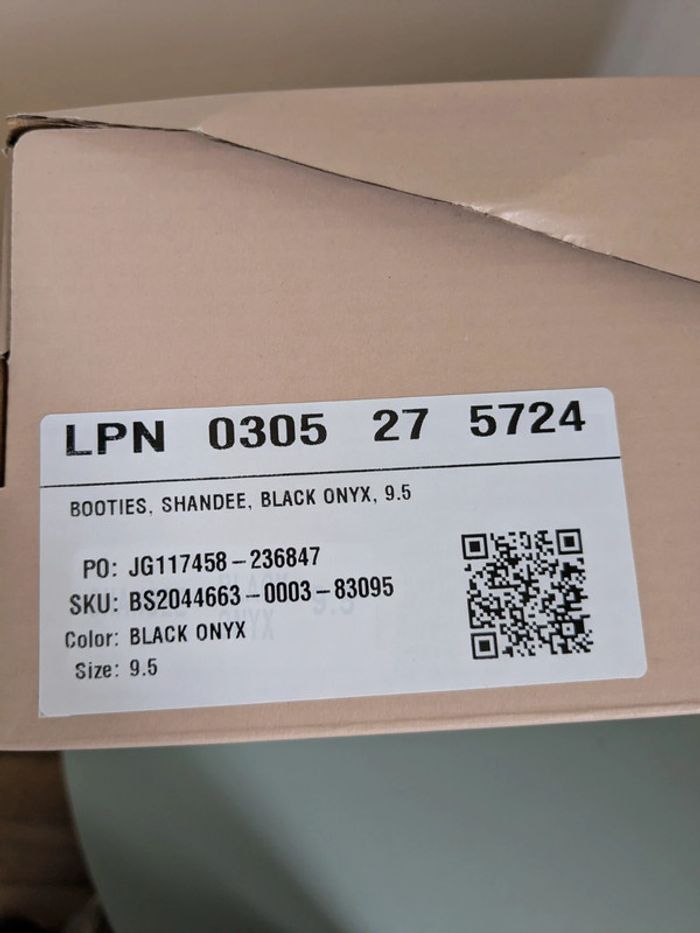 LPN 0305 27 5724
BOOTIES, SHANDEE, BLACK ONYX, 9.5
PO: JG117458-236847
SKU: BS2044663-0003-83095
Color: BLACK ONYX
Size: 9.5